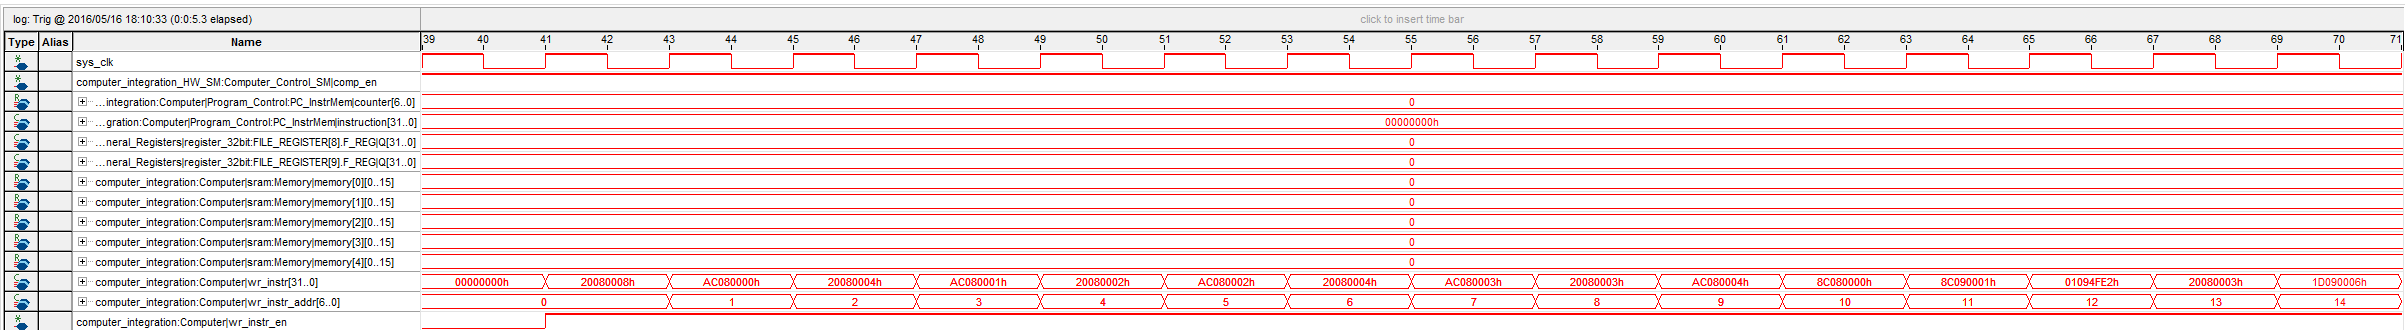 log: Trig @ 2016/05/16 18:10:33 (0:0:5.3 elapsed) click to insert time bar
Type Alias Name 39 40 41 42 43 44 45 46 47 48 49 50 51 52 53 54 55 56 57 58 59 60 61 62 63 64 65 66 67 68 69 70 71
sys_clk
computer_integration_HW_SM:Computer_Control_SM|comp_en
...integration:Computer|Program_Control:PC_InstrMem|counter[6..0] 0
...gration:Computer|Program_Control:PC_InstrMem|instruction[31..0] 00000000h
...neral_Registers|register_32bit:FILE_REGISTER[8].F_REG|Q[31..0] 0
...neral_Registers|register_32bit:FILE_REGISTER[9].F_REG|Q[31..0] 0
computer_integration:Computer|sram:Memory|memory[0][0..15] 0
computer_integration:Computer|sram:Memory|memory[1][0..15] 0
computer_integration:Computer|sram:Memory|memory[2][0..15] 0
computer_integration:Computer|sram:Memory|memory[3][0..15] 0
computer_integration:Computer|sram:Memory|memory[4][0..15] 0
computer_integration:Computer|wr_instr[31..0] 00000000h 20080008h AC080000h 20080004h AC080001h 20080002h AC080002h 20080004h AC080003h 20080003h AC080004h 8C080000h 8C090001h 01094FE2h 20080003h 1D090006h
computer_integration:Computer|wr_instr_addr[6..0] 0 1 2 3 4 5 6 7 8 9 10 11 12 13 14
computer_integration:Computer|wr_instr_en